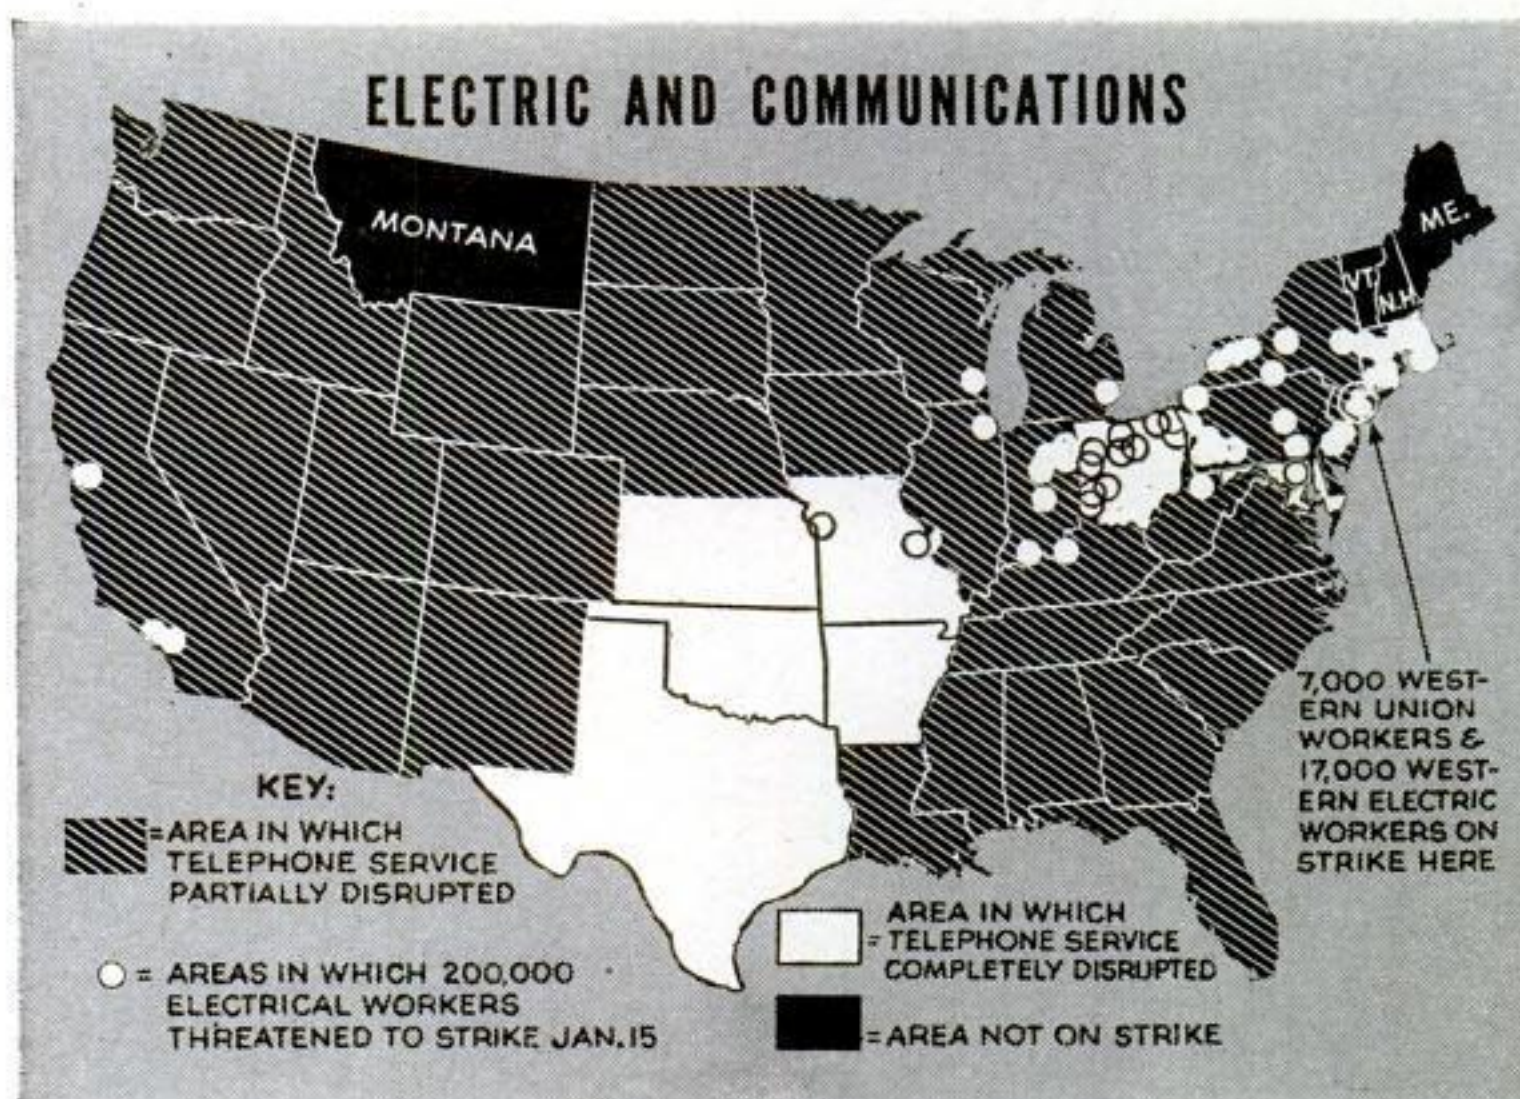 ELECTRIC AND COMMUNICATIONS
MONTANA
ME.
VT.
N.H.
7,000 WEST-
ERN UNION
WORKERS &
17,000 WEST-
ERN ELECTRIC
WORKERS ON
STRIKE HERE
KEY:
=AREA IN WHICH
TELEPHONE SERVICE
PARTIALLY DISRUPTED
= AREAS IN WHICH 200,000
ELECTRICAL WORKERS
THREATENED TO STRIKE JAN.15
AREA IN WHICH
= TELEPHONE SERVICE
COMPLETELY DISRUPTED
=AREA NOT ON STRIKE